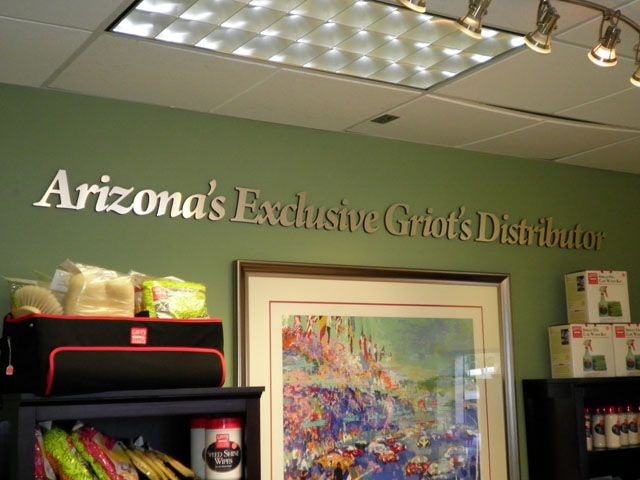 Arizona's Exclusive Griot's Distributor
SPEED SHINE
WIPES